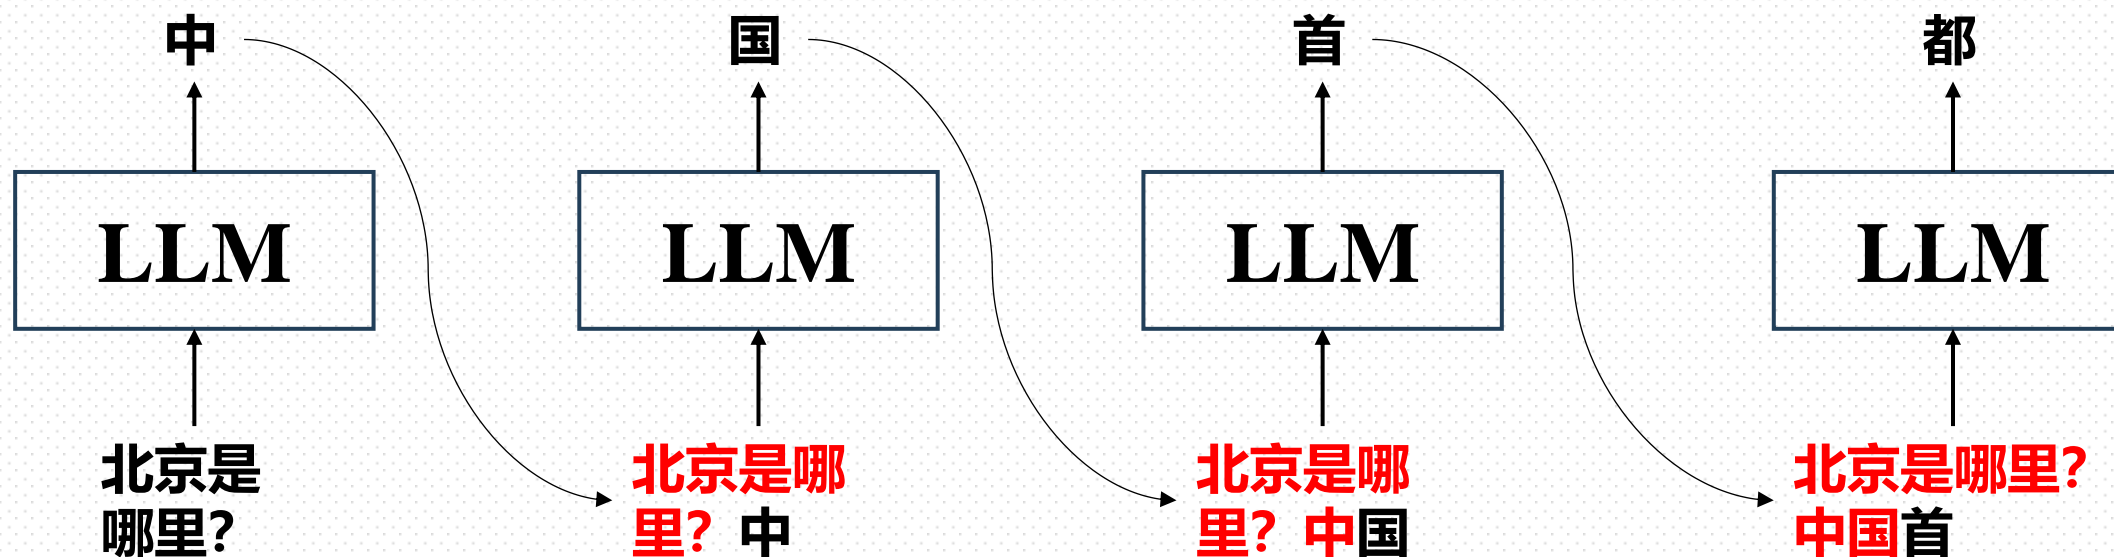 中
国
首
都
LLM
LLM
LLM
LLM
北京是
哪里？
北京是哪
里？中
北京是哪
里？中国
北京是哪里？
中国首